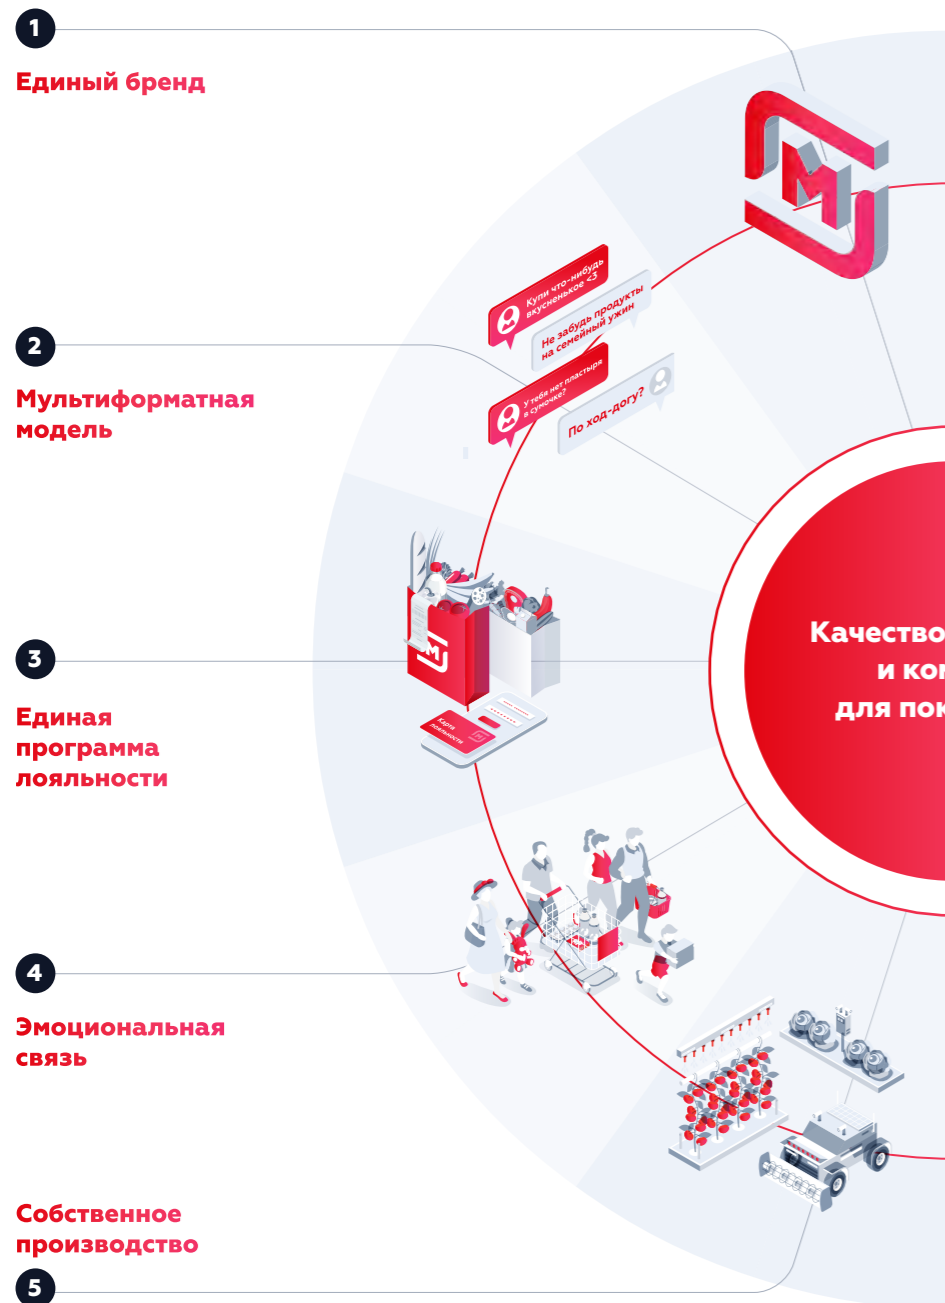 1
Единый бренд
Купи что-нибудь
вкусненькое <3
Не забудь продукты
на семейный ужин
2
У тебя нет пластыря
в сумочке?
По ход-догу?
Мультиформатная
модель
М
3
Качество
и ком
для пок
Единая
программа
лояльности
Карта
лояльности
4
Эмоциональная
связь
Собственное
производство
5